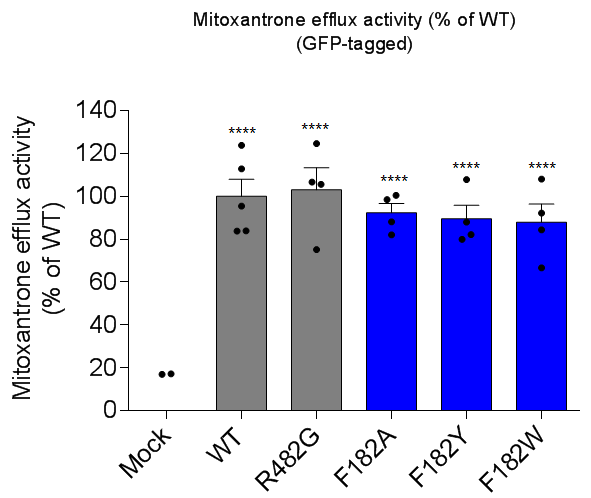 Mitoxantrone efflux activity (% of WT)
(GFP-tagged)
Mitoxantrone efflux activity
(% of WT)
140
120
100
80
60
40
20
0
****
****
****
****
****
Mock
WT
R482G
F182A
F182Y
F182W